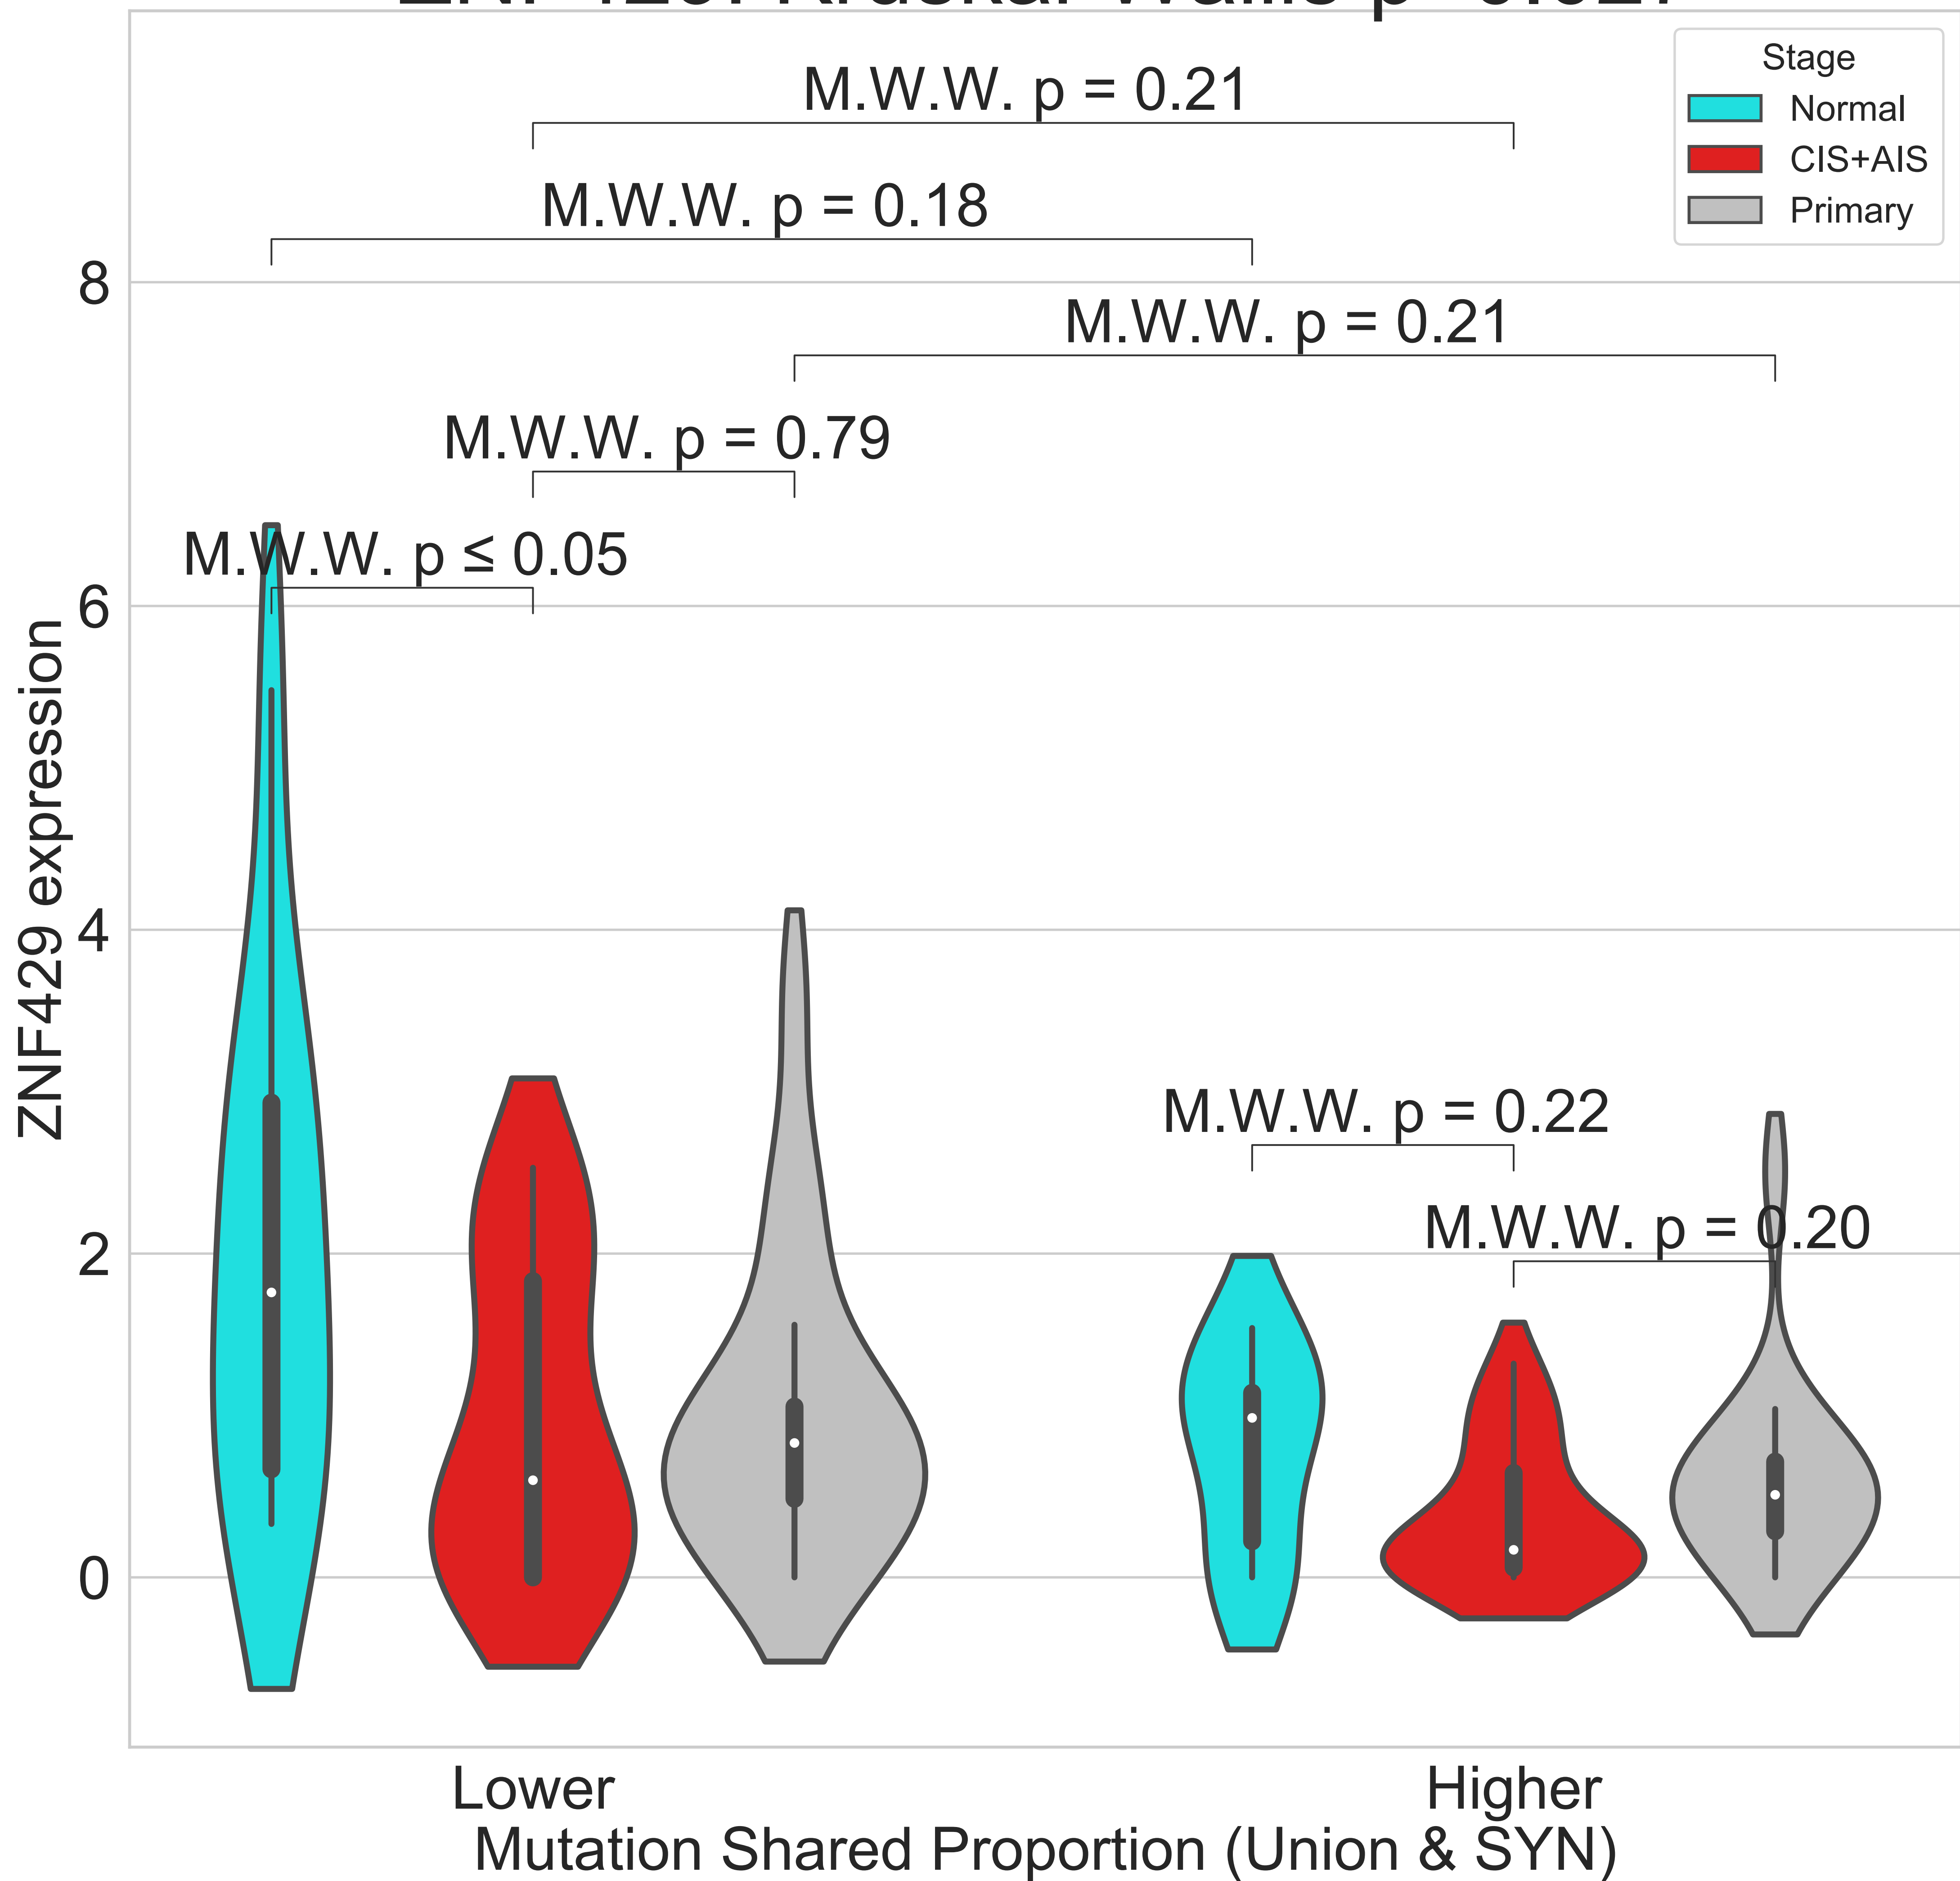 Stage
Normal
CIS+AIS
Primary
M.W.W. p = 0.21
M.W.W. p = 0.18
M.W.W. p = 0.21
M.W.W. p = 0.79
M.W.W. p ≤ 0.05
M.W.W. p = 0.22
M.W.W. p = 0.20
8
6
4
2
0
ZNF429 expression
Lower
Higher
Mutation Shared Proportion (Union & SYN)